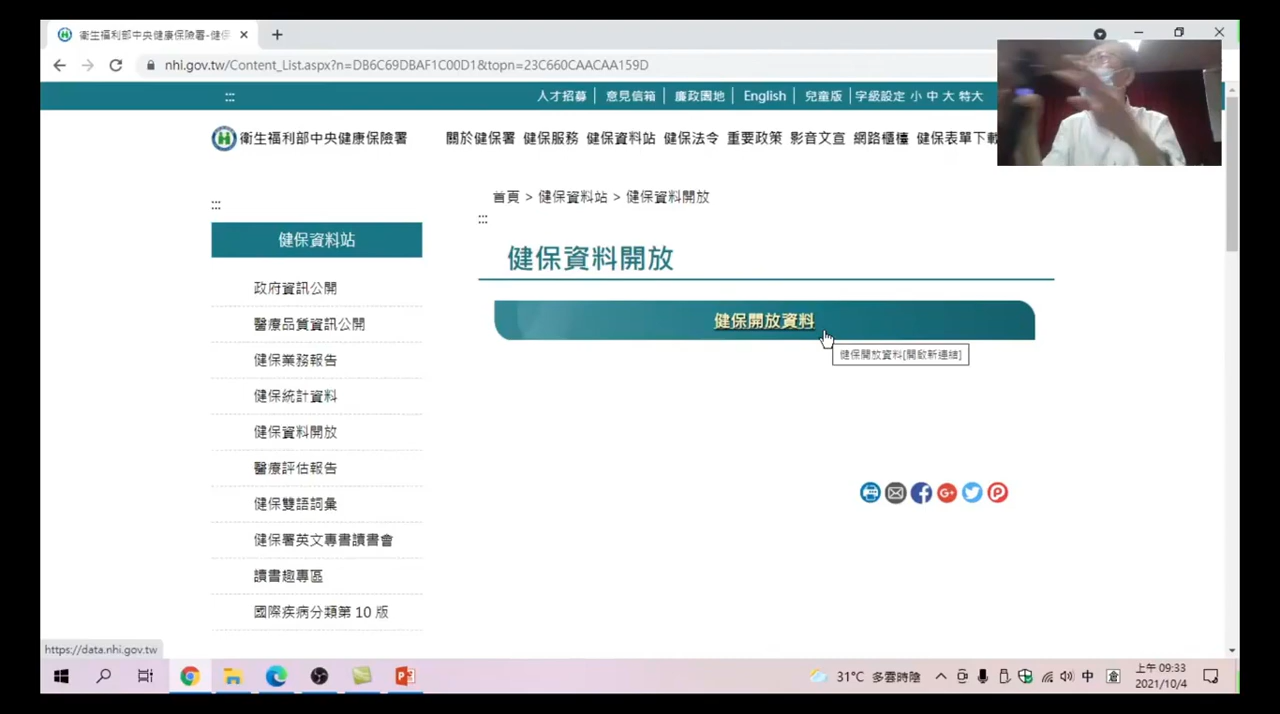 衛生福利部中央健康保險署-健保
nhi.gov.tw/Content_List.aspx?n=DB6C69DBAF1C00D1&topn=23C660CAACAA159D
:::
人才招募 │ 意見信箱 │ 廉政園地 │ English │ 兒童版 │字級設定 小 中 大 特大
衛生福利部中央健康保險署
關於健保署 健保服務 健保資料站 健保法令 重要政策 影音文宣 網路櫃檯 健保表單下載
首頁 > 健保資料站 > 健保資料開放
:::
:::
健保資料站
政府資訊公開
醫療品質資訊公開
健保業務報告
健保統計資料
健保資料開放
醫療評估報告
健保雙語詞彙
健保署英文專書讀書會
讀書趣專區
國際疾病分類第 10 版
健保資料開放
健保開放資料
健保開放資料[開啟新連結]
https://data.nhi.gov.tw
31°C 多雲時陰
中
倉
上午 09:33
2021/10/4